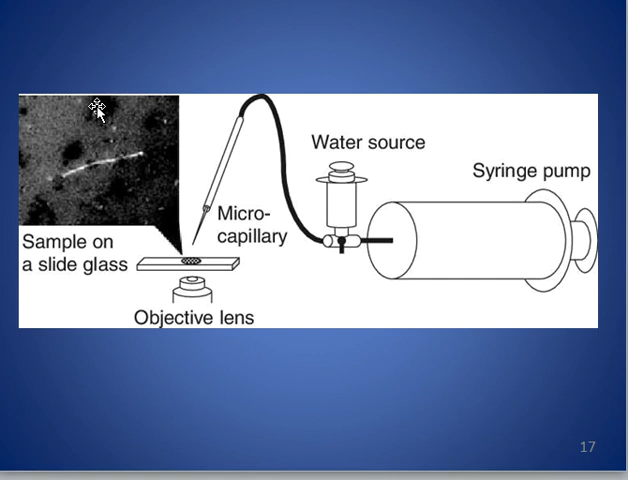 Water source
Syringe pump
Micro-
capillary
Sample on
a slide glass
Objective lens
17